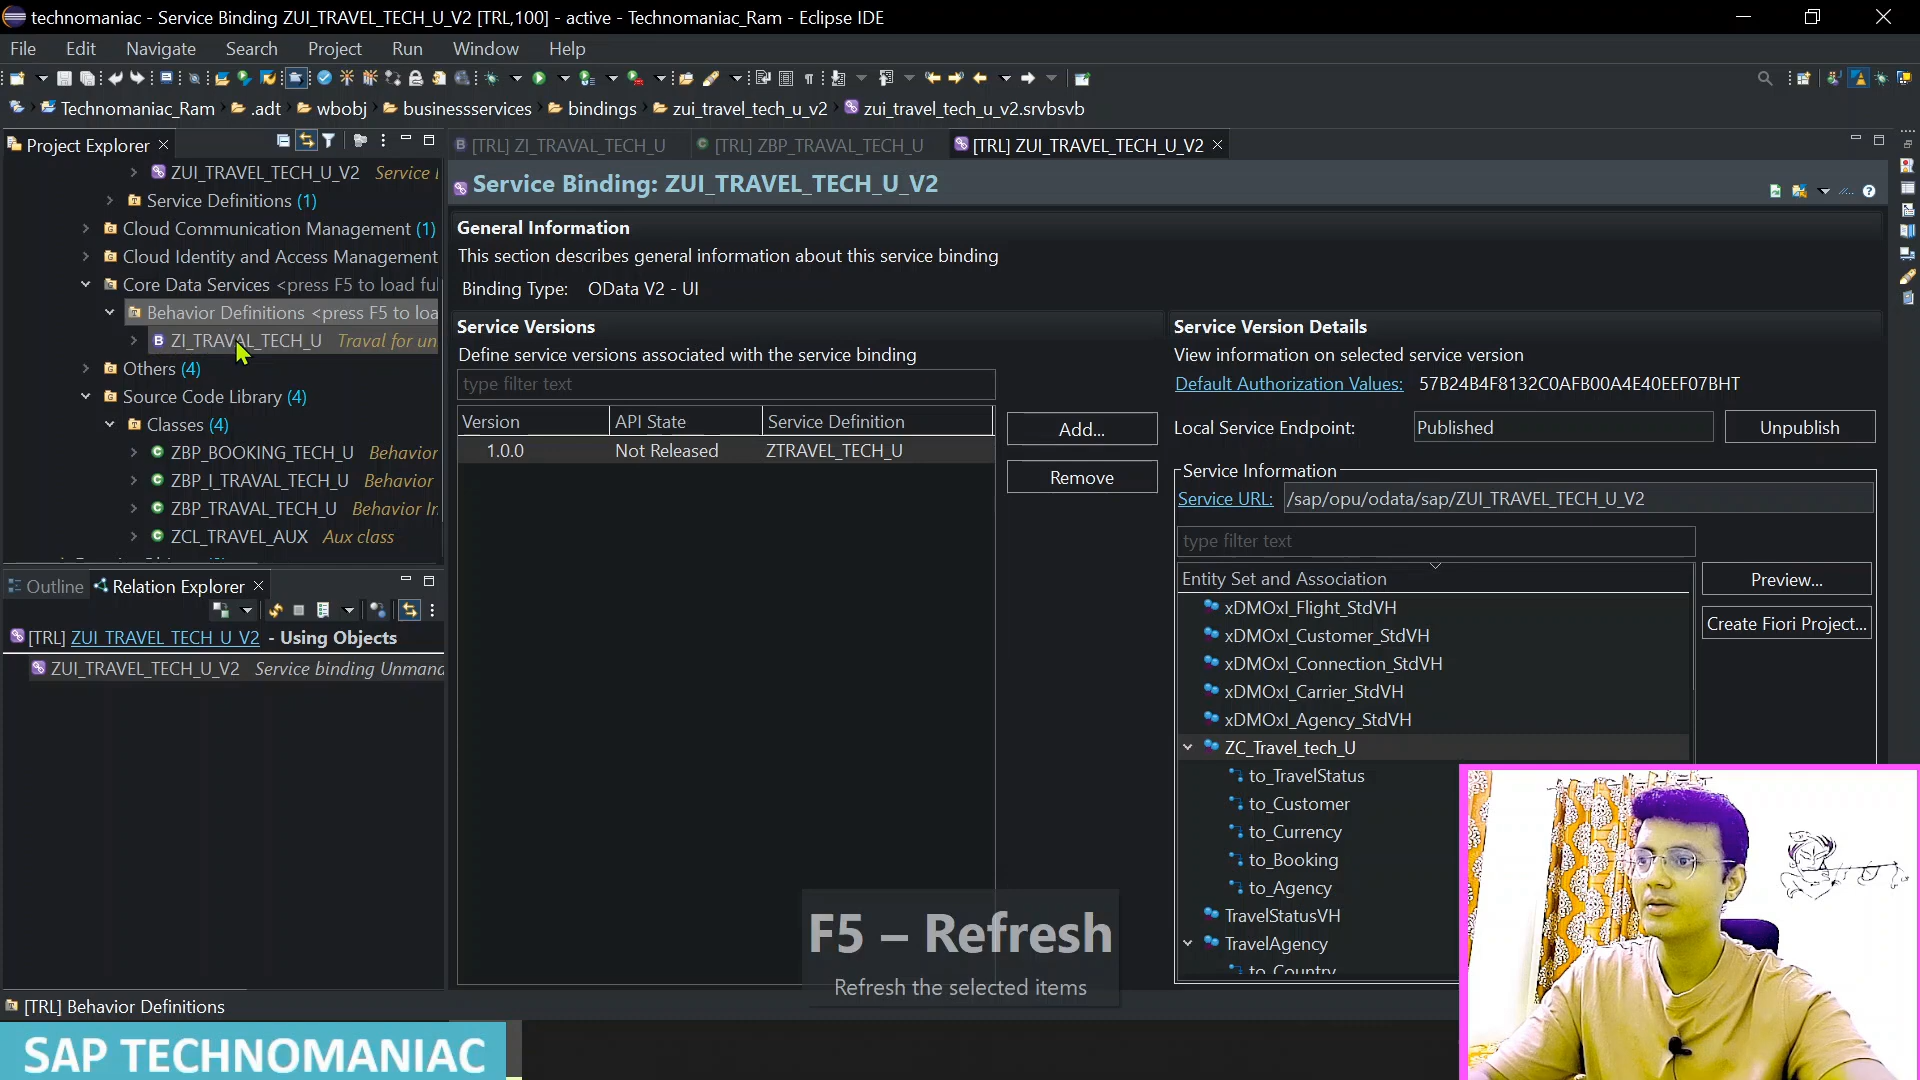 technomaniac - Service Binding ZUI_TRAVEL_TECH_U_V2 [TRL,100] - active - Technomaniac_Ram - Eclipse IDE
File Edit Navigate Search Project Run Window Help
Technomaniac_Ram .adt wbobj businessservices bindings zui_travel_tech_u_v2 zui_travel_tech_u_v2.srvbsvb
Project Explorer
ZUI_TRAVEL_TECH_U_V2 Service
Service Definitions (1)
Cloud Communication Management (1)
Cloud Identity and Access Management
Core Data Services <press F5 to load ful
Behavior Definitions <press F5 to loa
ZI_TRAVAL_TECH_U Traval for un
Others (4)
Source Code Library (4)
Classes (4)
ZBP_BOOKING_TECH_U Behavior
ZBP_I_TRAVAL_TECH_U Behavior
ZBP_TRAVAL_TECH_U Behavior Ir
ZCL_TRAVEL_AUX Aux class
Outline Relation Explorer
[TRL] ZUI_TRAVEL_TECH_U_V2 - Using Objects
ZUI_TRAVEL_TECH_U_V2 Service binding Unmana
[TRL] Behavior Definitions
[TRL] ZI_TRAVAL_TECH_U [TRL] ZBP_TRAVAL_TECH_U [TRL] ZUI_TRAVEL_TECH_U_V2
Service Binding: ZUI_TRAVEL_TECH_U_V2
General Information
This section describes general information about this service binding
Binding Type: OData V2 - UI
Service Versions
Define service versions associated with the service binding
type filter text
Version API State Service Definition
1.0.0 Not Released ZTRAVEL_TECH_U
Add...
Remove
Service Version Details
View information on selected service version
Default Authorization Values: 57B24B4F8132C0AFB00A4E40EEF07BHT
Local Service Endpoint: Published Unpublish
Service Information
Service URL: /sap/opu/odata/sap/ZUI_TRAVEL_TECH_U_V2
type filter text
Entity Set and Association
xDMOxI_Flight_StdVH
xDMOxI_Customer_StdVH
xDMOxI_Connection_StdVH
xDMOxI_Carrier_StdVH
xDMOxI_Agency_StdVH
ZC_Travel_tech_U
to_TravelStatus
to_Customer
to_Currency
to_Booking
to_Agency
TravelStatusVH
TravelAgency
to_Country
Preview...
Create Fiori Project...
F5 – Refresh
Refresh the selected items
SAP TECHNOMANIAC